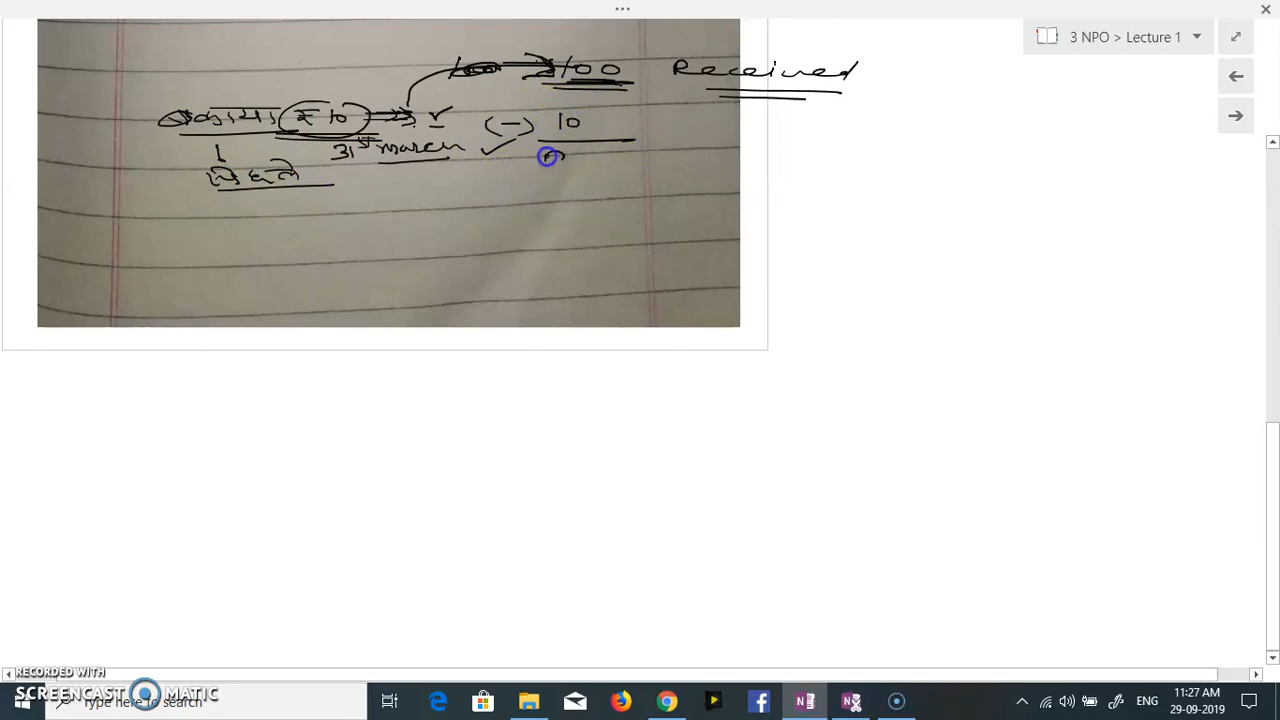 3 NPO > Lecture 1
100 Received
बकाया ₹ 10
(-) 10
31st march
RECORDED WITH
SCREENCAST MATIC
Type here to search
ENG
11:27 AM
29-09-2019